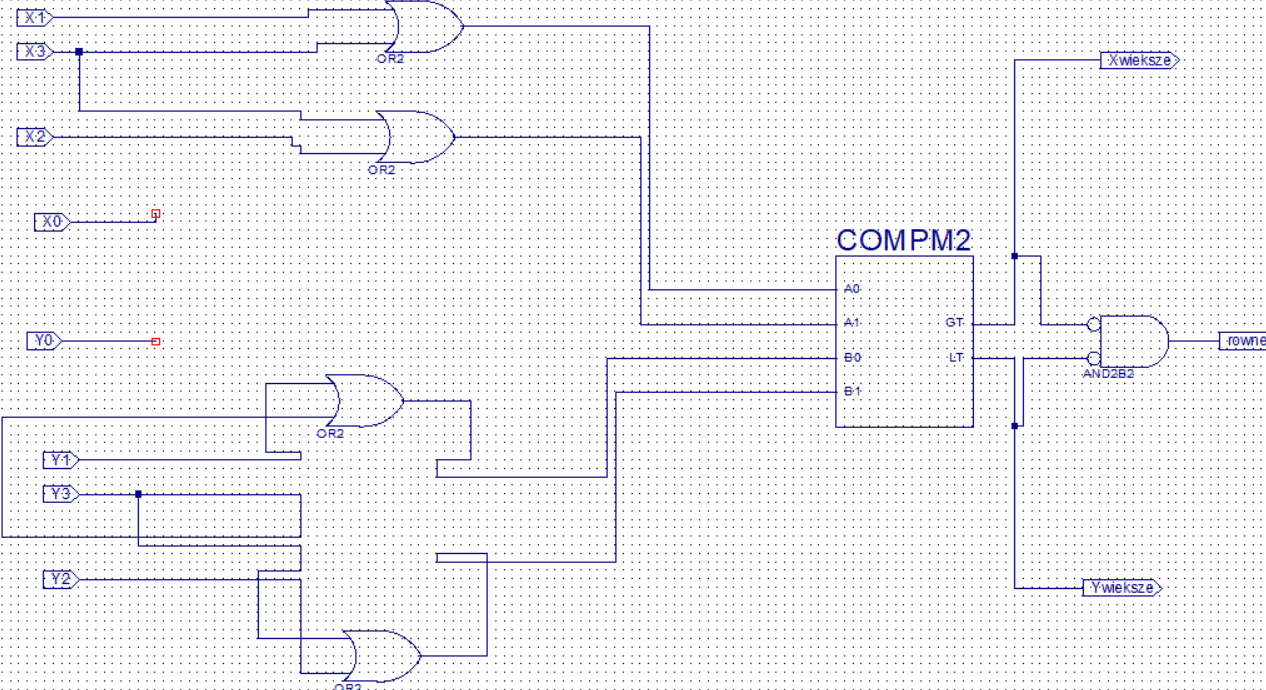 X1
X3
OR2
Xwieksze
X2
OR2
X0
COMPM2
A0
A1
GT
Y0
B0
LT
rowne
AND2B2
B1
OR2
Y1
Y3
Y2
Ywieksze
OR2